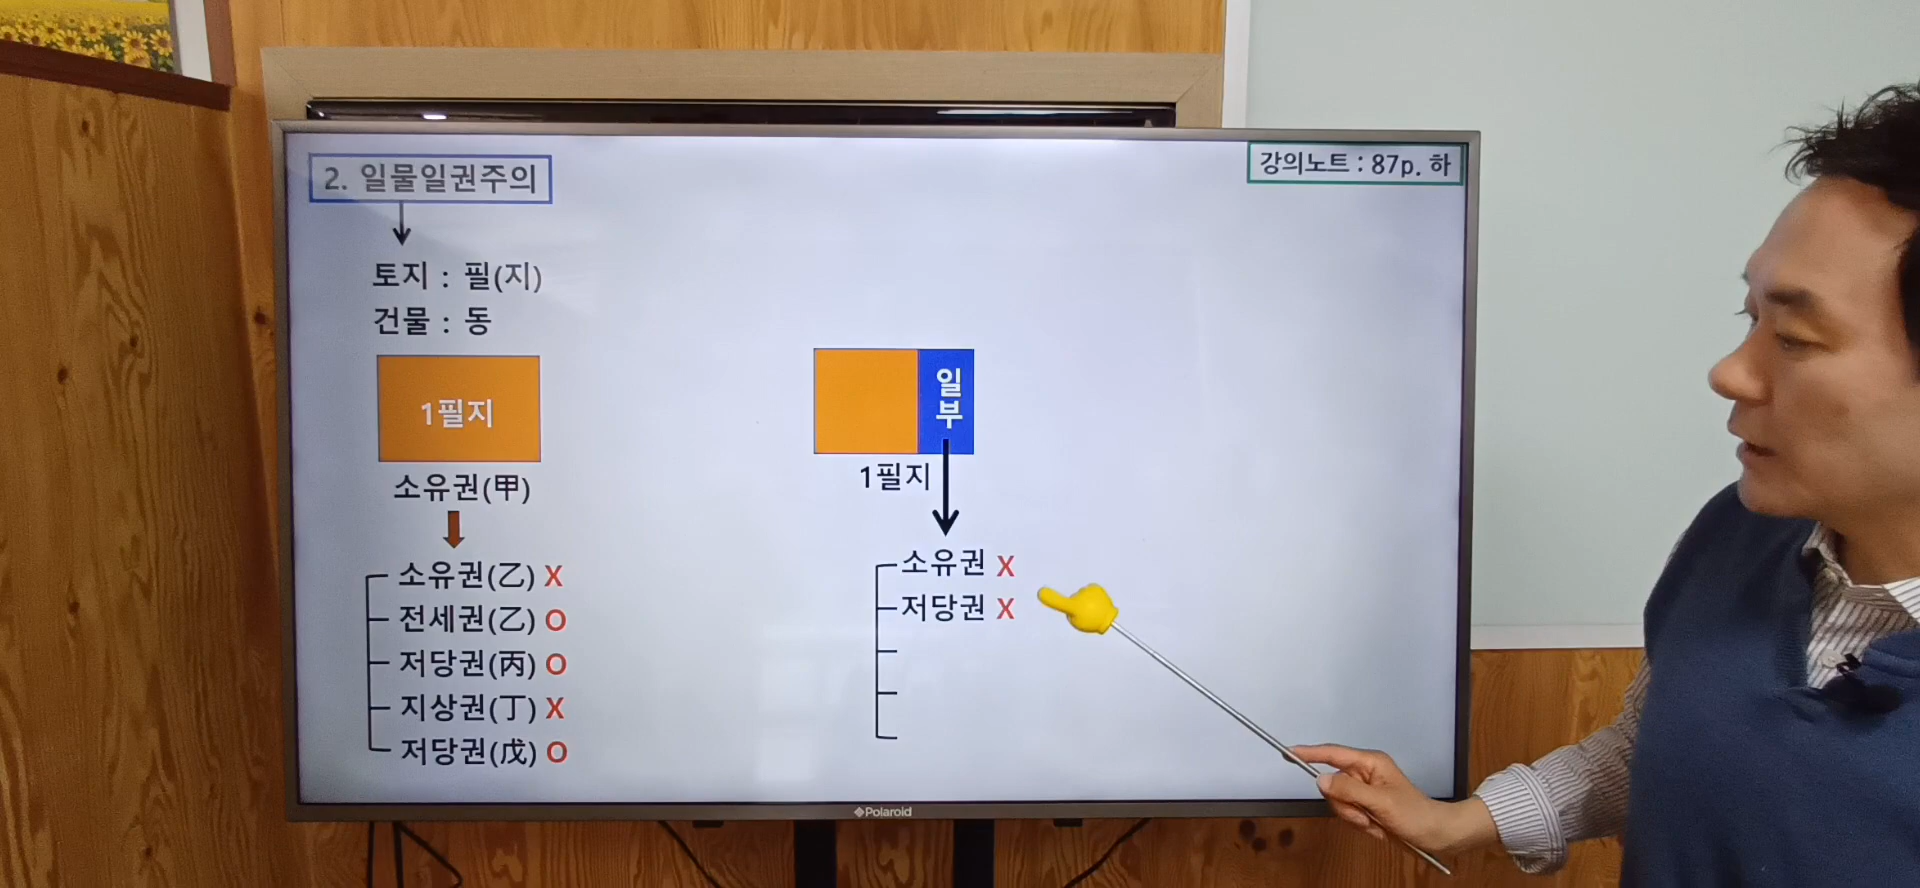 2. 일물일권주의
강의노트 : 87p. 하
토지 : 필(지)
건물 : 동
1필지
소유권(甲)
소유권(乙) X
전세권(乙) O
저당권(丙) O
지상권(丁) X
저당권(戊) O
일부
1필지
소유권 X
저당권 X
Polaroid